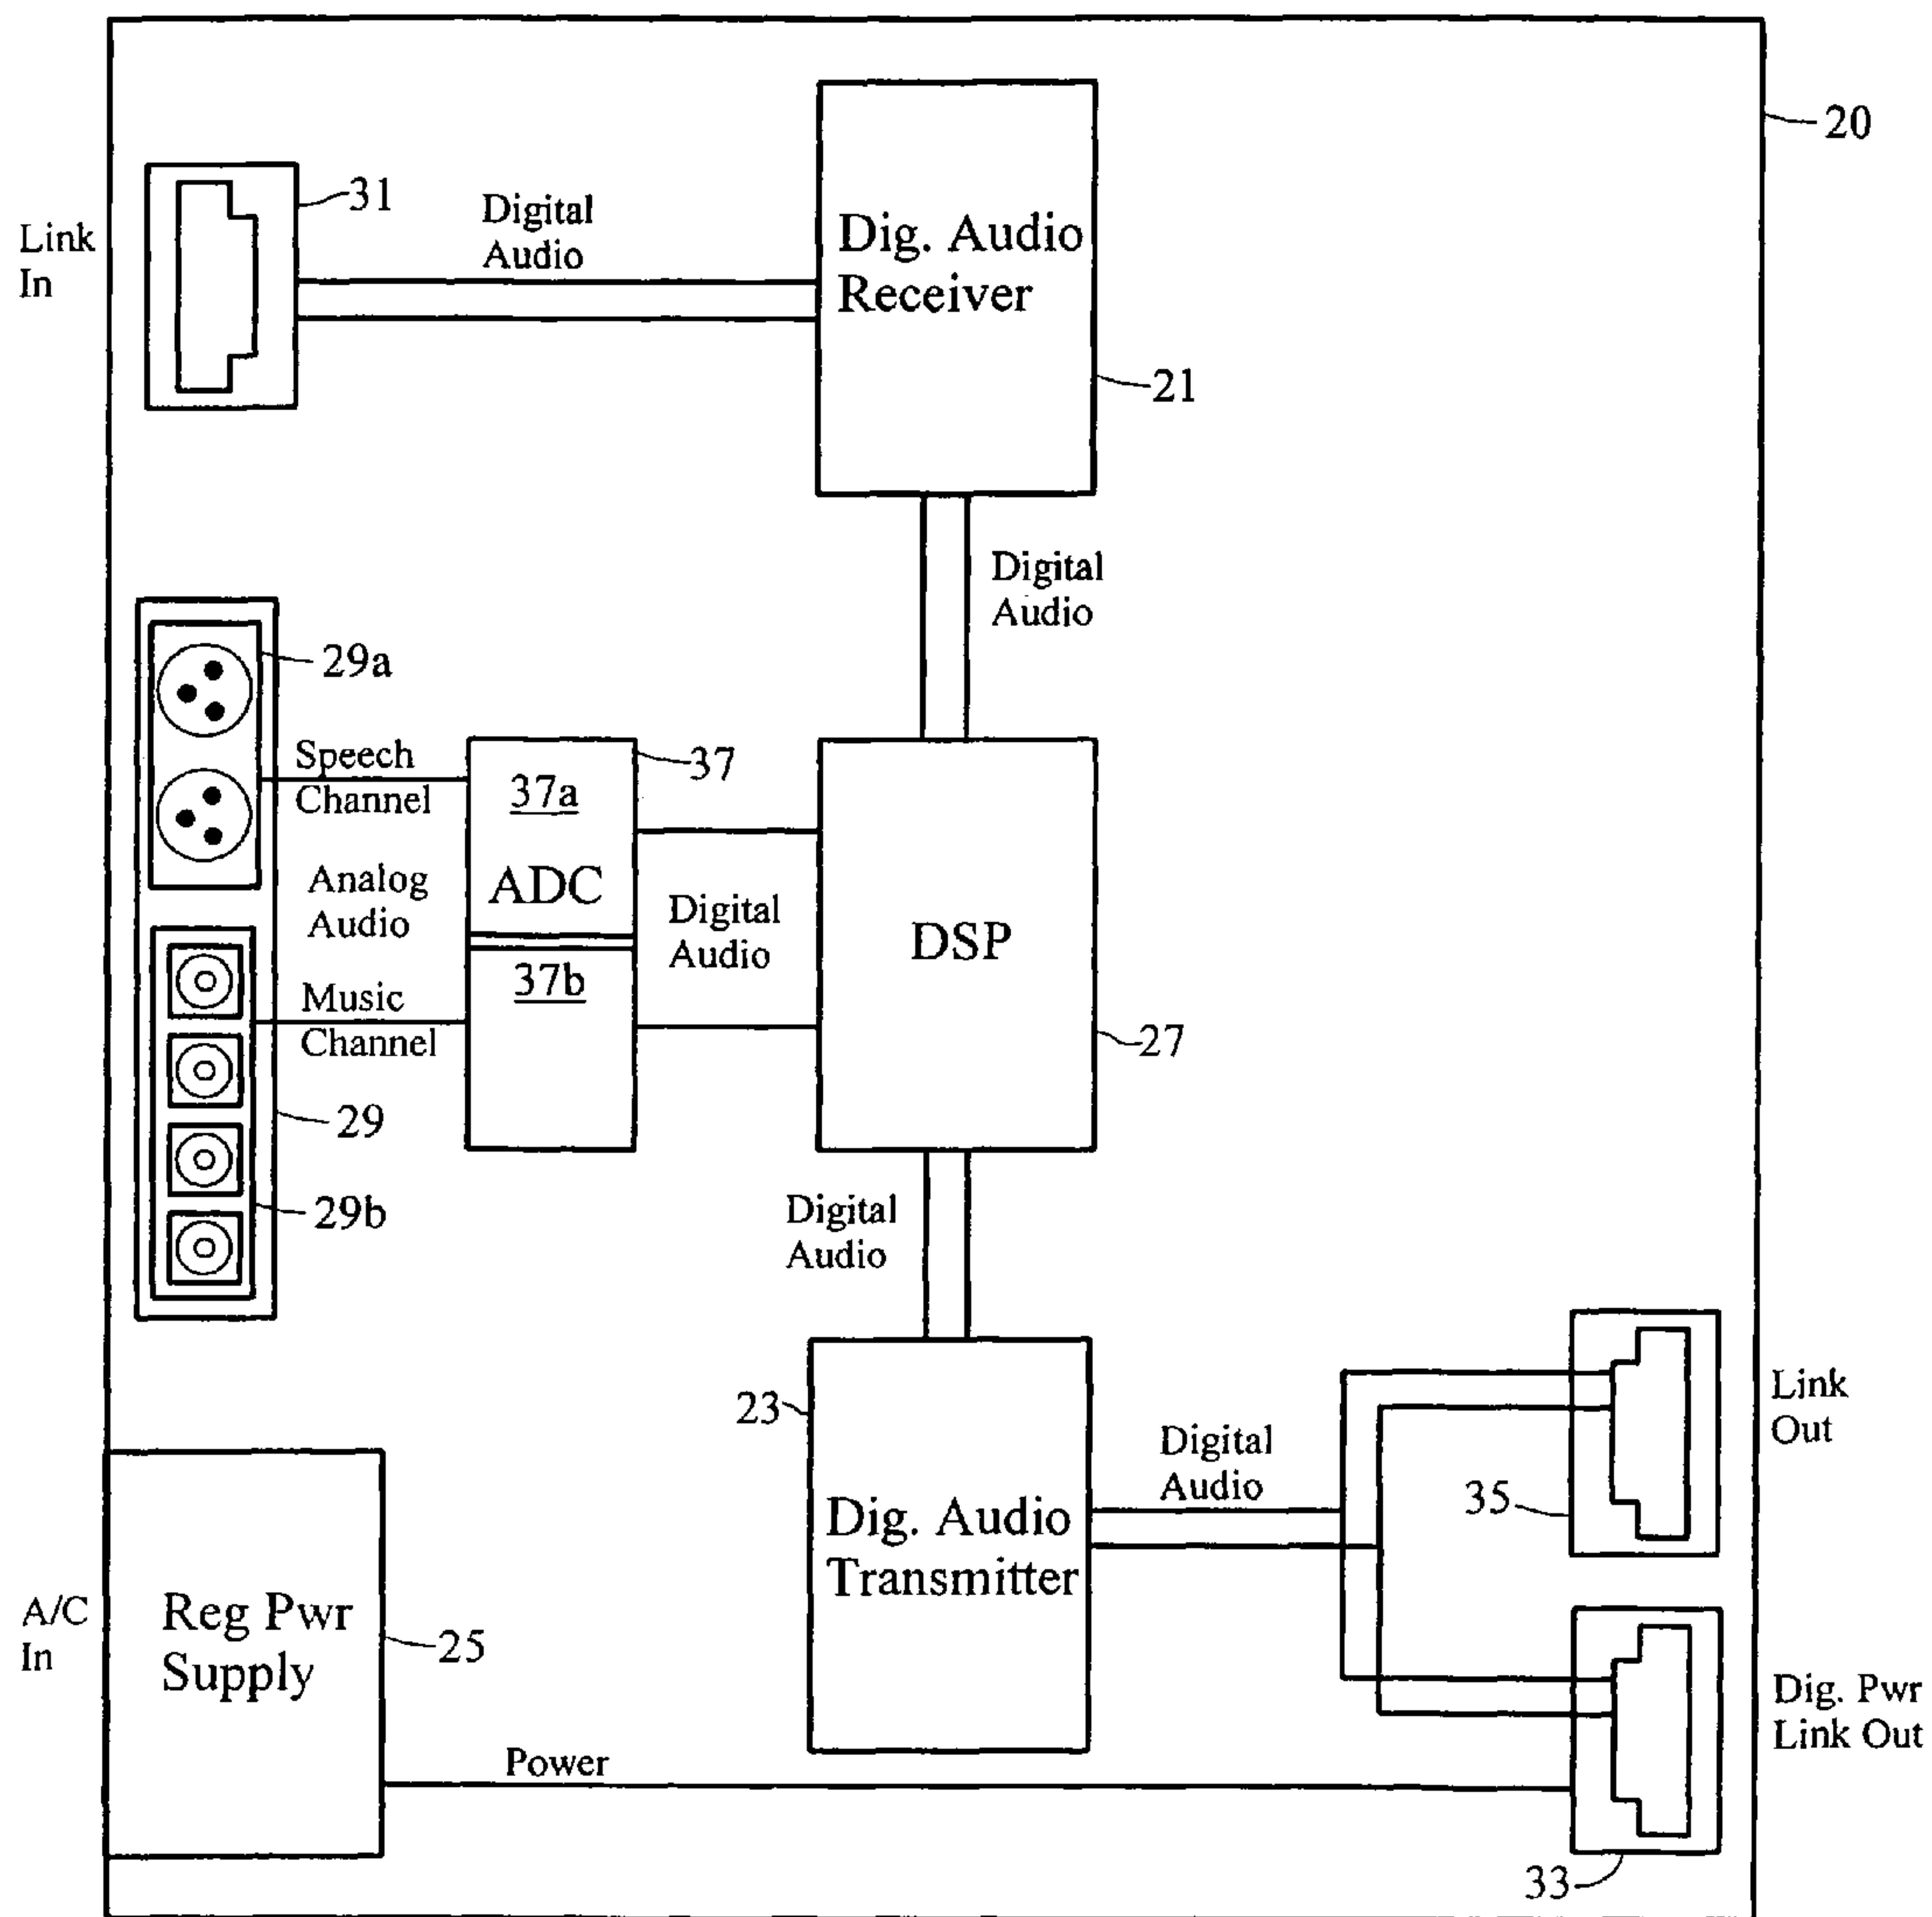 20
31
Link
In
Digital
Audio
Dig. Audio
Receiver
21
Digital
Audio
29a
Speech
Channel
37
37a
ADC
Analog
Audio
Digital
Audio
DSP
37b
Music
Channel
27
29
29b
Digital
Audio
23
Link
Out
Digital
Audio
35
Dig. Audio
Transmitter
A/C
In
Reg Pwr
Supply
25
Dig. Pwr
Link Out
Power
33